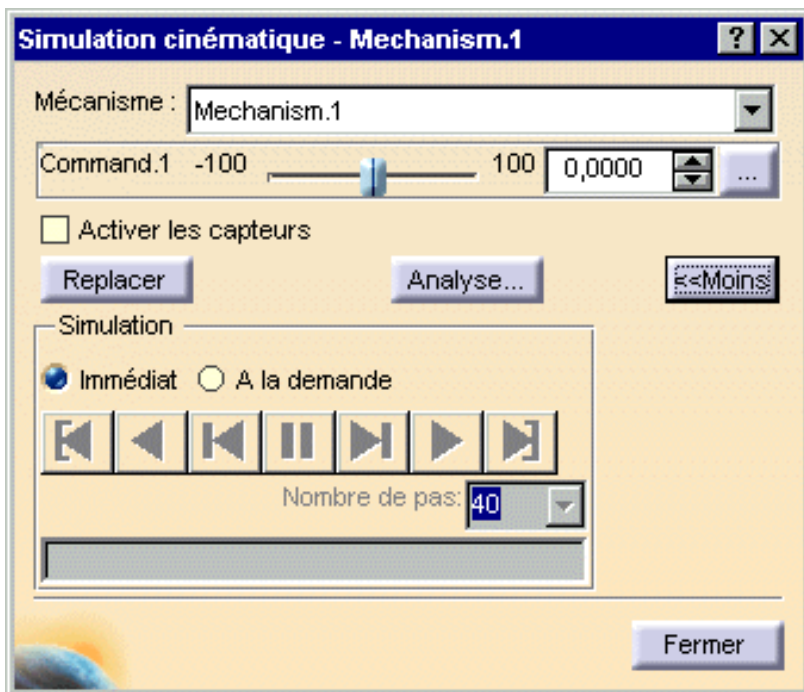 Simulation cinématique - Mechanism.1 ?
Mécanisme : Mechanism.1
Command.1 -100 100 0,0000 ...
Activer les capteurs
Replacer Analyse... <<Moins
Simulation
Immédiat A la demande
Nombre de pas: 40
Fermer